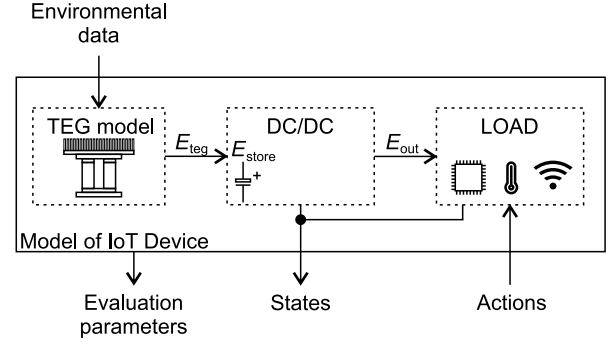 Environmental
data
TEG model
E_teg
DC/DC
E_store
+
E_out
LOAD
Model of IoT Device
Evaluation
parameters
States
Actions